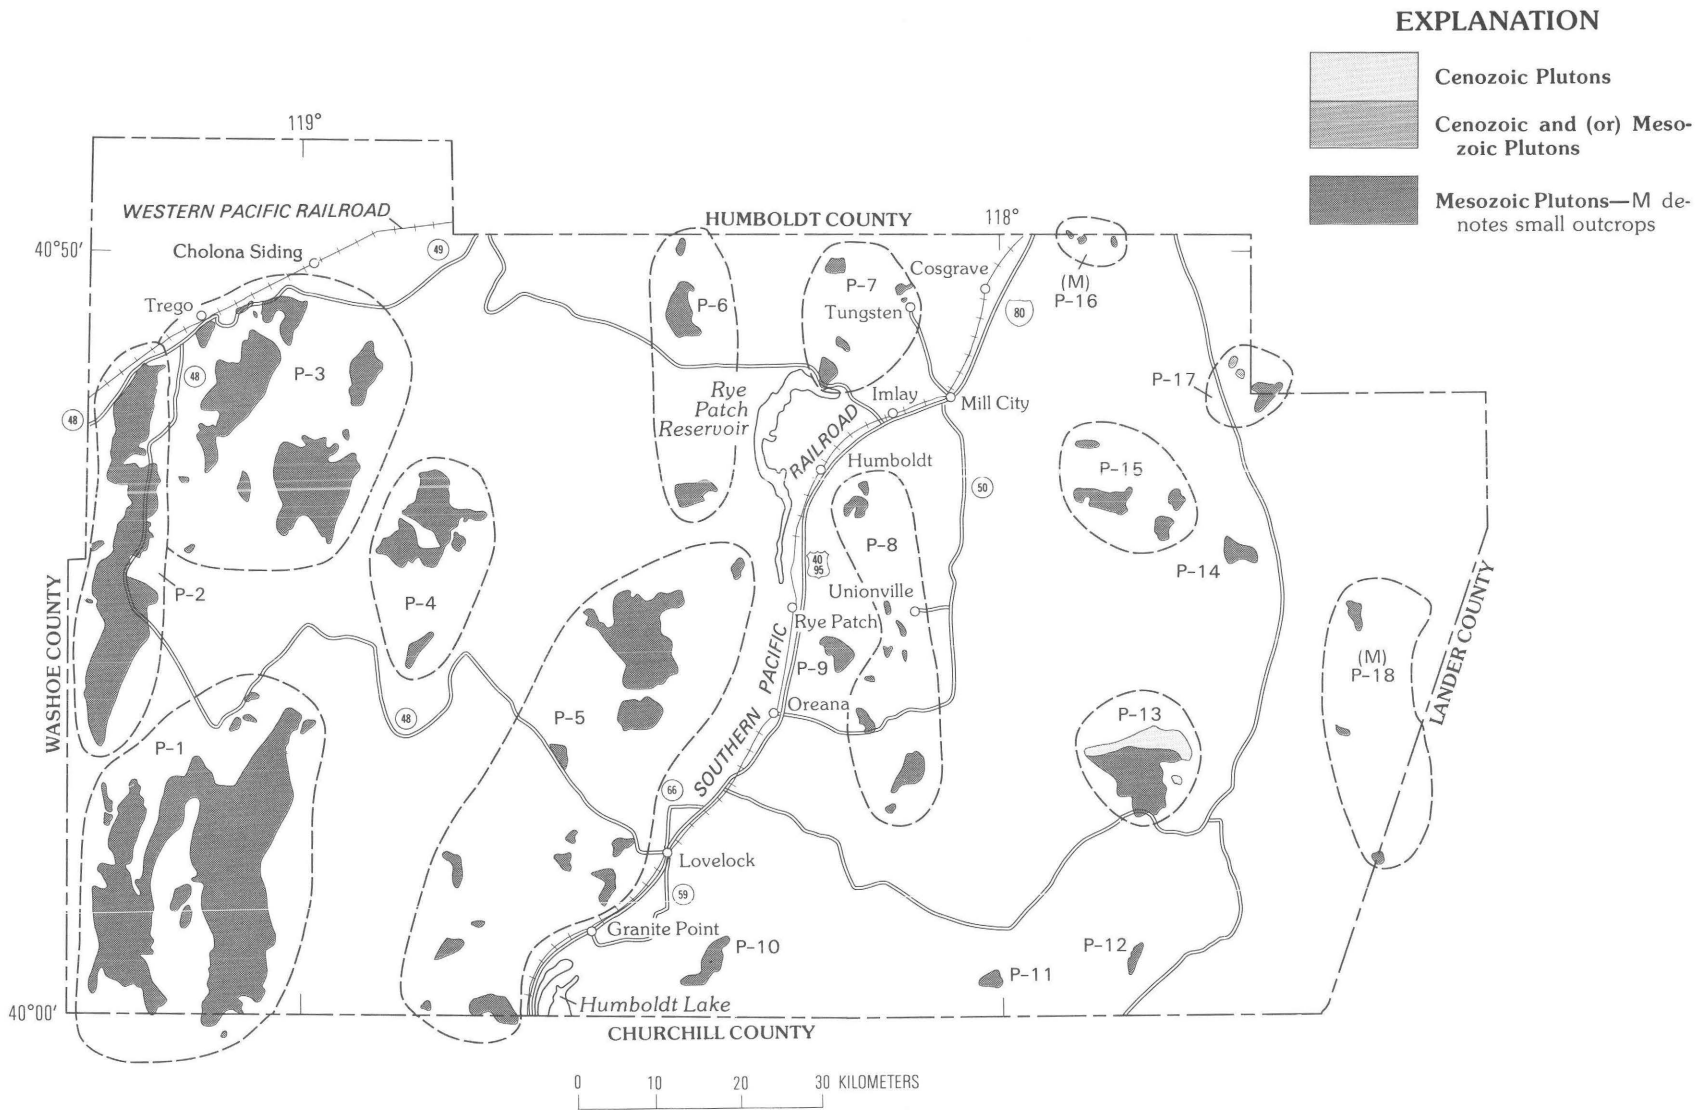 EXPLANATION
Cenozoic Plutons
Cenozoic and (or) Meso-
zoic Plutons
Mesozoic Plutons—M de-
notes small outcrops
119°
WESTERN PACIFIC RAILROAD
HUMBOLDT COUNTY
118°
40°50'
Cholona Siding
49
Cosgrave
(M)
P-16
Trego
P-6
P-7
Tungsten
80
P-3
48
P-17
48
Rye
Patch
Reservoir
Imlay
Mill City
RAILROAD
Humboldt
P-15
50
P-8
40
95
P-14
WASHOE COUNTY
P-2
P-4
Unionville
Rye Patch
LANDER COUNTY
P-9
PACIFIC
(M)
P-18
48
P-5
Oreana
P-13
P-1
SOUTHERN
66
Lovelock
59
Granite Point
P-10
P-12
P-11
Humboldt Lake
40°00'
CHURCHILL COUNTY
0 10 20 30 KILOMETERS